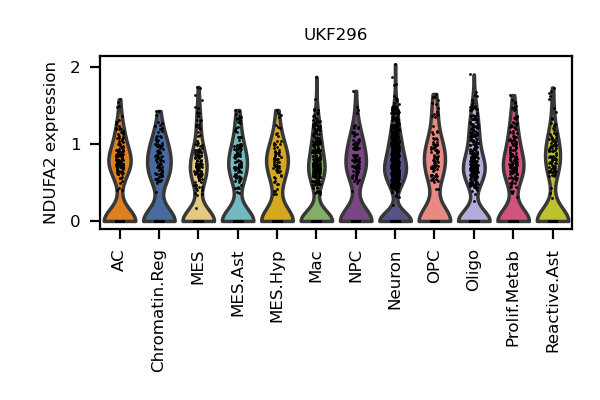 UKF296
NDUFA2 expression
2
1
0
AC
Chromatin.Reg
MES
MES.Ast
MES.Hyp
Mac
NPC
Neuron
OPC
Oligo
Prolif.Metab
Reactive.Ast